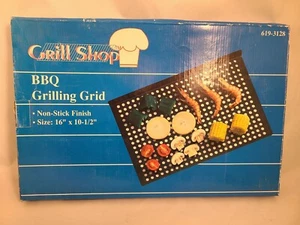 619-3128
Grill Shop
BBQ
Grilling Grid
• Non-Stick Finish
• Size: 16" x 10-1/2"